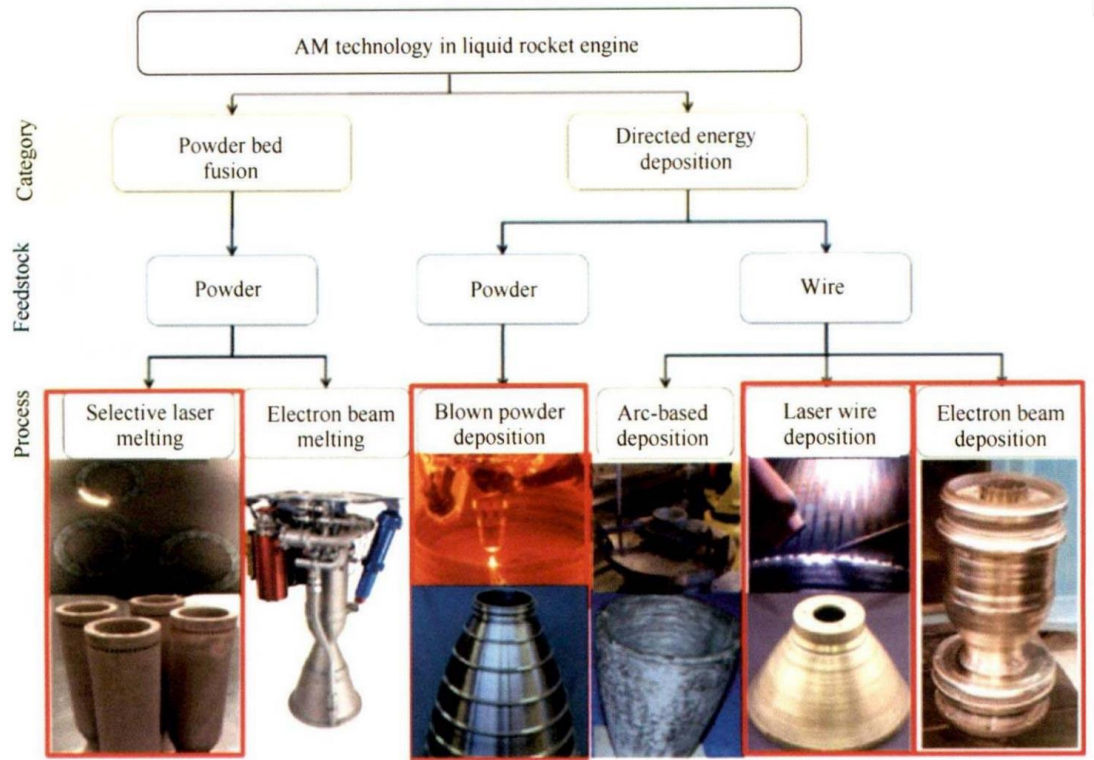 AM technology in liquid rocket engine
Category
Powder bed
fusion
Directed energy
deposition
Feedstock
Powder
Powder
Wire
Process
Selective laser
melting
Electron beam
melting
Blown powder
deposition
Arc-based
deposition
Laser wire
deposition
Electron beam
deposition